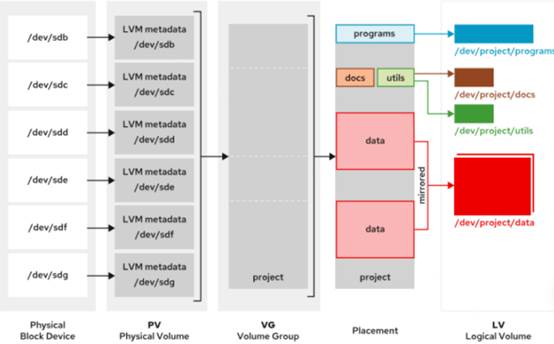 /dev/sdb
/dev/sdc
/dev/sdd
/dev/sde
/dev/sdf
/dev/sdg
Physical
Block Device
LVM metadata
/dev/sdb
LVM metadata
/dev/sdc
LVM metadata
/dev/sdd
LVM metadata
/dev/sde
LVM metadata
/dev/sdf
LVM metadata
/dev/sdg
PV
Physical Volume
project
VG
Volume Group
programs
docs utils
data
mirrored
data
project
Placement
/dev/project/programs
/dev/project/docs
/dev/project/utils
/dev/project/data
LV
Logical Volume